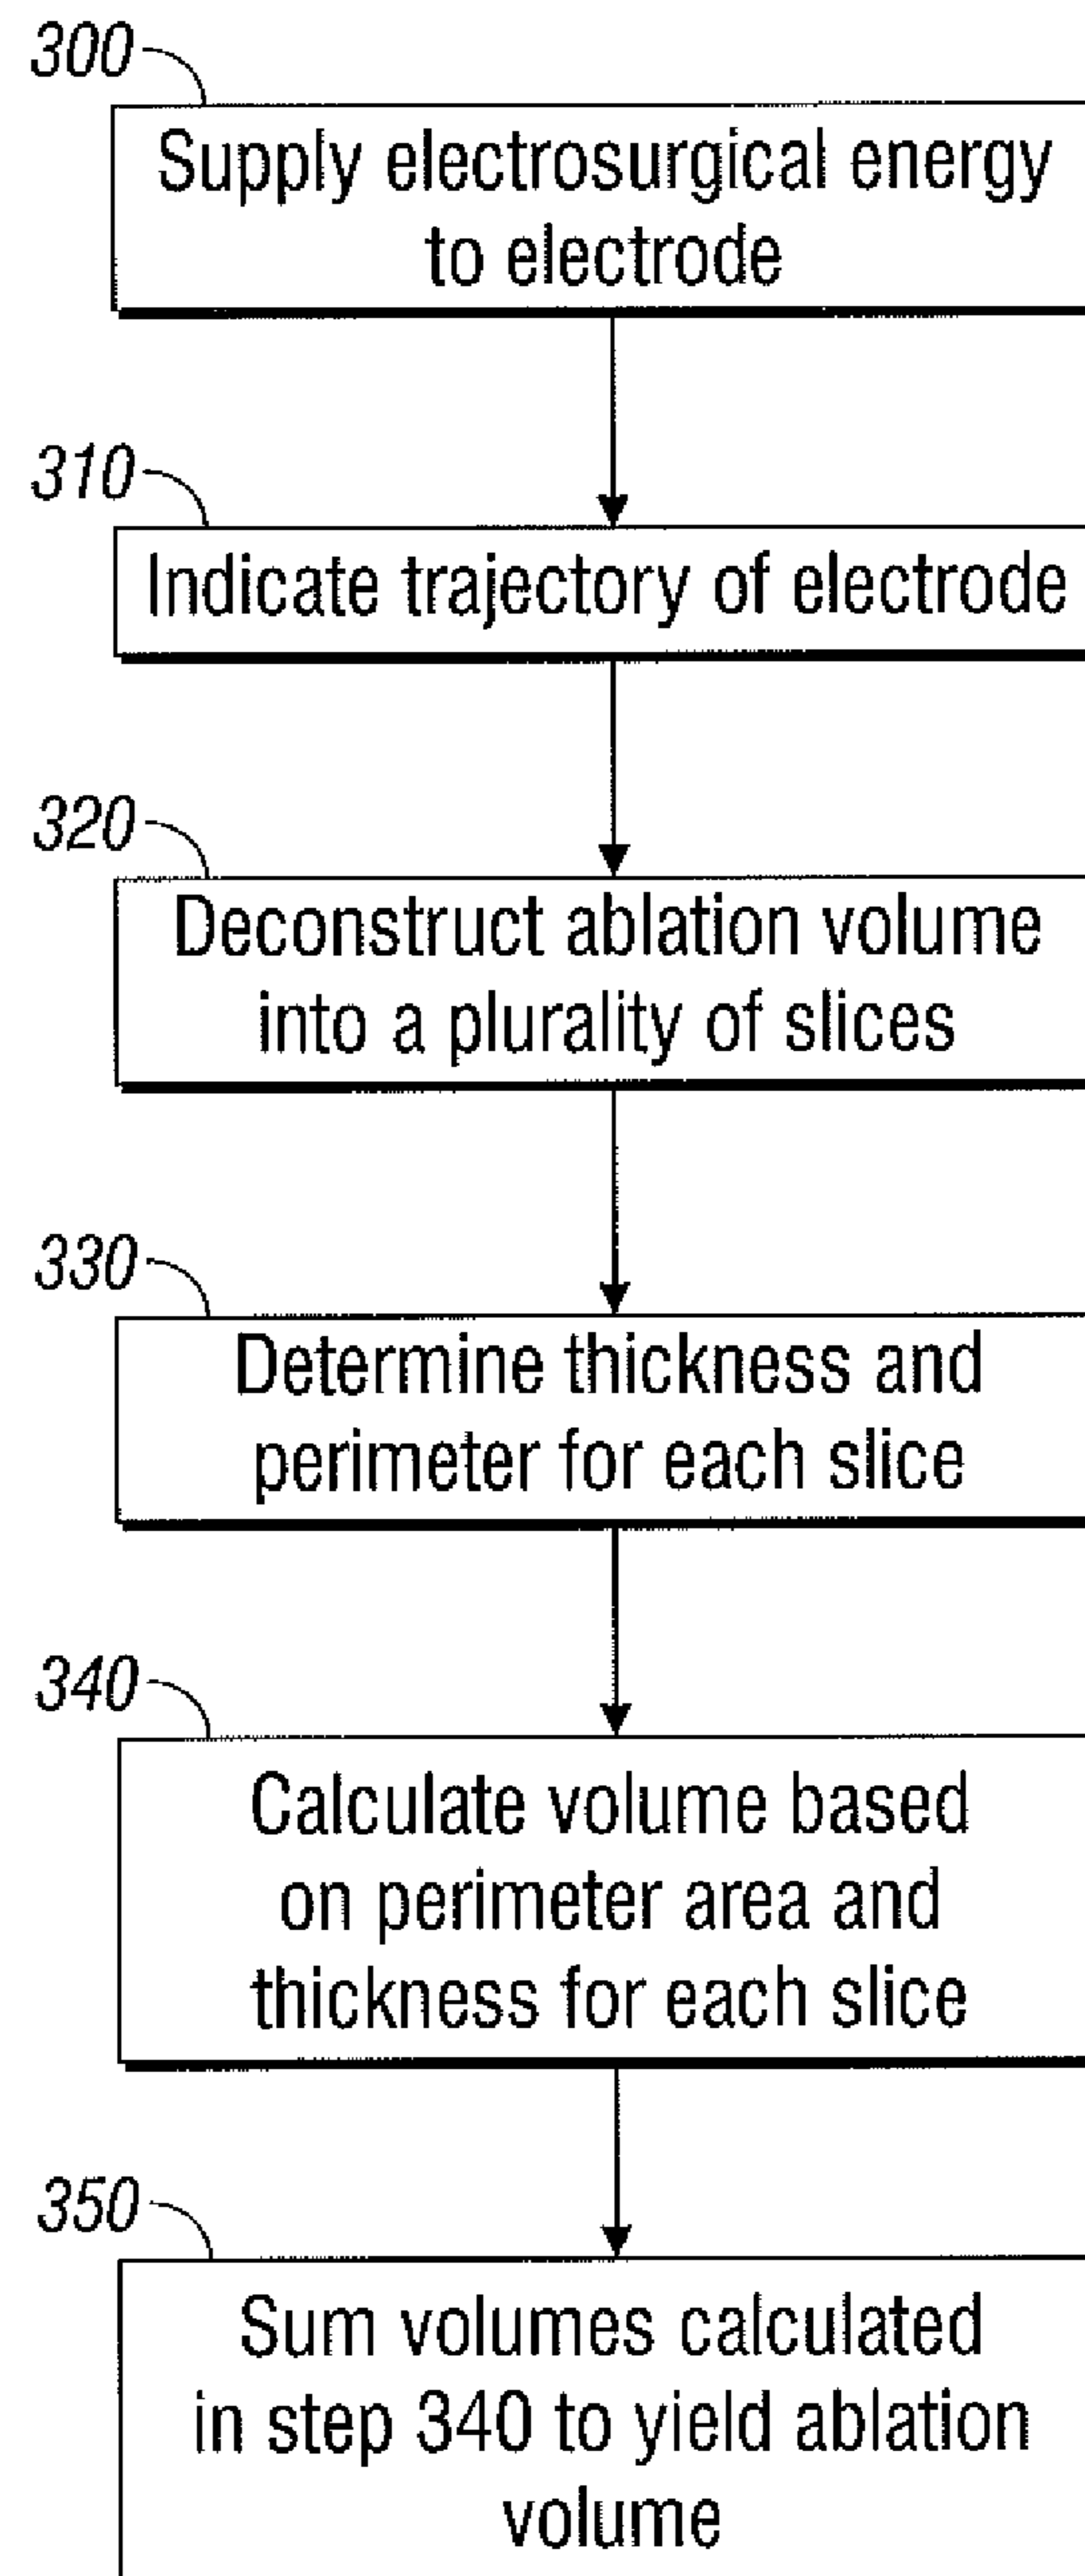 300
Supply electrosurgical energy
to electrode
310
Indicate trajectory of electrode
320
Deconstruct ablation volume
into a plurality of slices
330
Determine thickness and
perimeter for each slice
340
Calculate volume based
on perimeter area and
thickness for each slice
350
Sum volumes calculated
in step 340 to yield ablation
volume